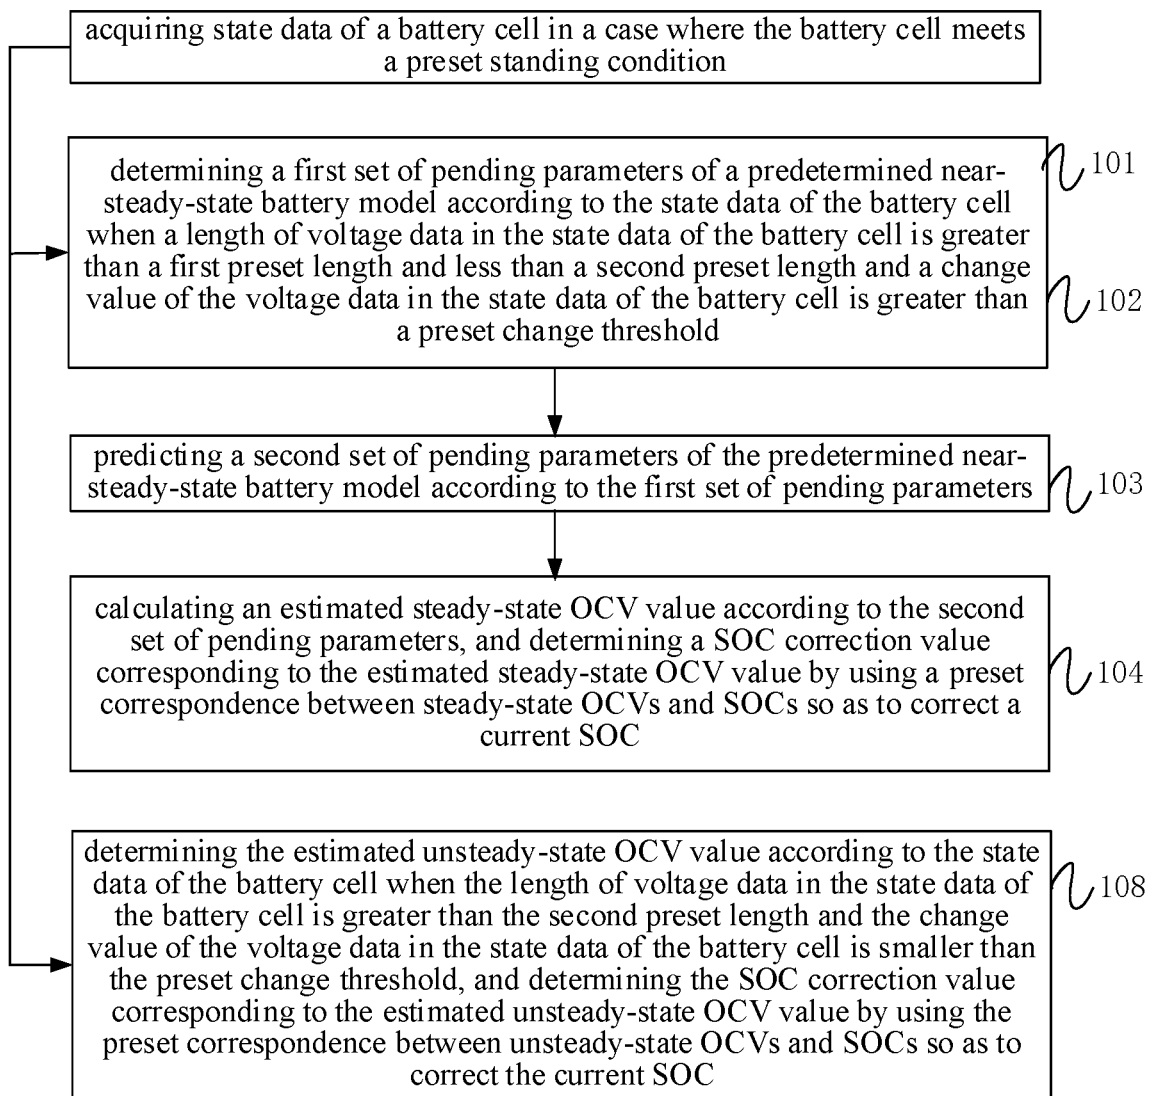 acquiring state data of a battery cell in a case where the battery cell meets
a preset standing condition
101
determining a first set of pending parameters of a predetermined near-
steady-state battery model according to the state data of the battery cell
when a length of voltage data in the state data of the battery cell is greater
than a first preset length and less than a second preset length and a change
value of the voltage data in the state data of the battery cell is greater than
a preset change threshold
102
predicting a second set of pending parameters of the predetermined near-
steady-state battery model according to the first set of pending parameters
103
calculating an estimated steady-state OCV value according to the second
set of pending parameters, and determining a SOC correction value
corresponding to the estimated steady-state OCV value by using a preset
correspondence between steady-state OCVs and SOCs so as to correct a
current SOC
104
determining the estimated unsteady-state OCV value according to the state
data of the battery cell when the length of voltage data in the state data of
the battery cell is greater than the second preset length and the change
value of the voltage data in the state data of the battery cell is smaller than
the preset change threshold, and determining the SOC correction value
corresponding to the estimated unsteady-state OCV value by using the
preset correspondence between unsteady-state OCVs and SOCs so as to
correct the current SOC
108